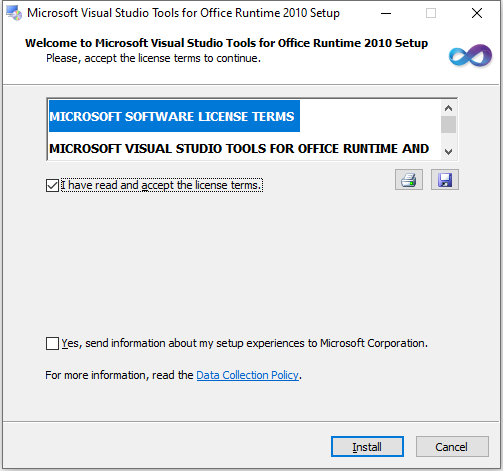 Microsoft Visual Studio Tools for Office Runtime 2010 Setup
Welcome to Microsoft Visual Studio Tools for Office Runtime 2010 Setup
Please, accept the license terms to continue.
MICROSOFT SOFTWARE LICENSE TERMS
MICROSOFT VISUAL STUDIO TOOLS FOR OFFICE RUNTIME AND
I have read and accept the license terms.
Yes, send information about my setup experiences to Microsoft Corporation.
For more information, read the Data Collection Policy.
Install Cancel